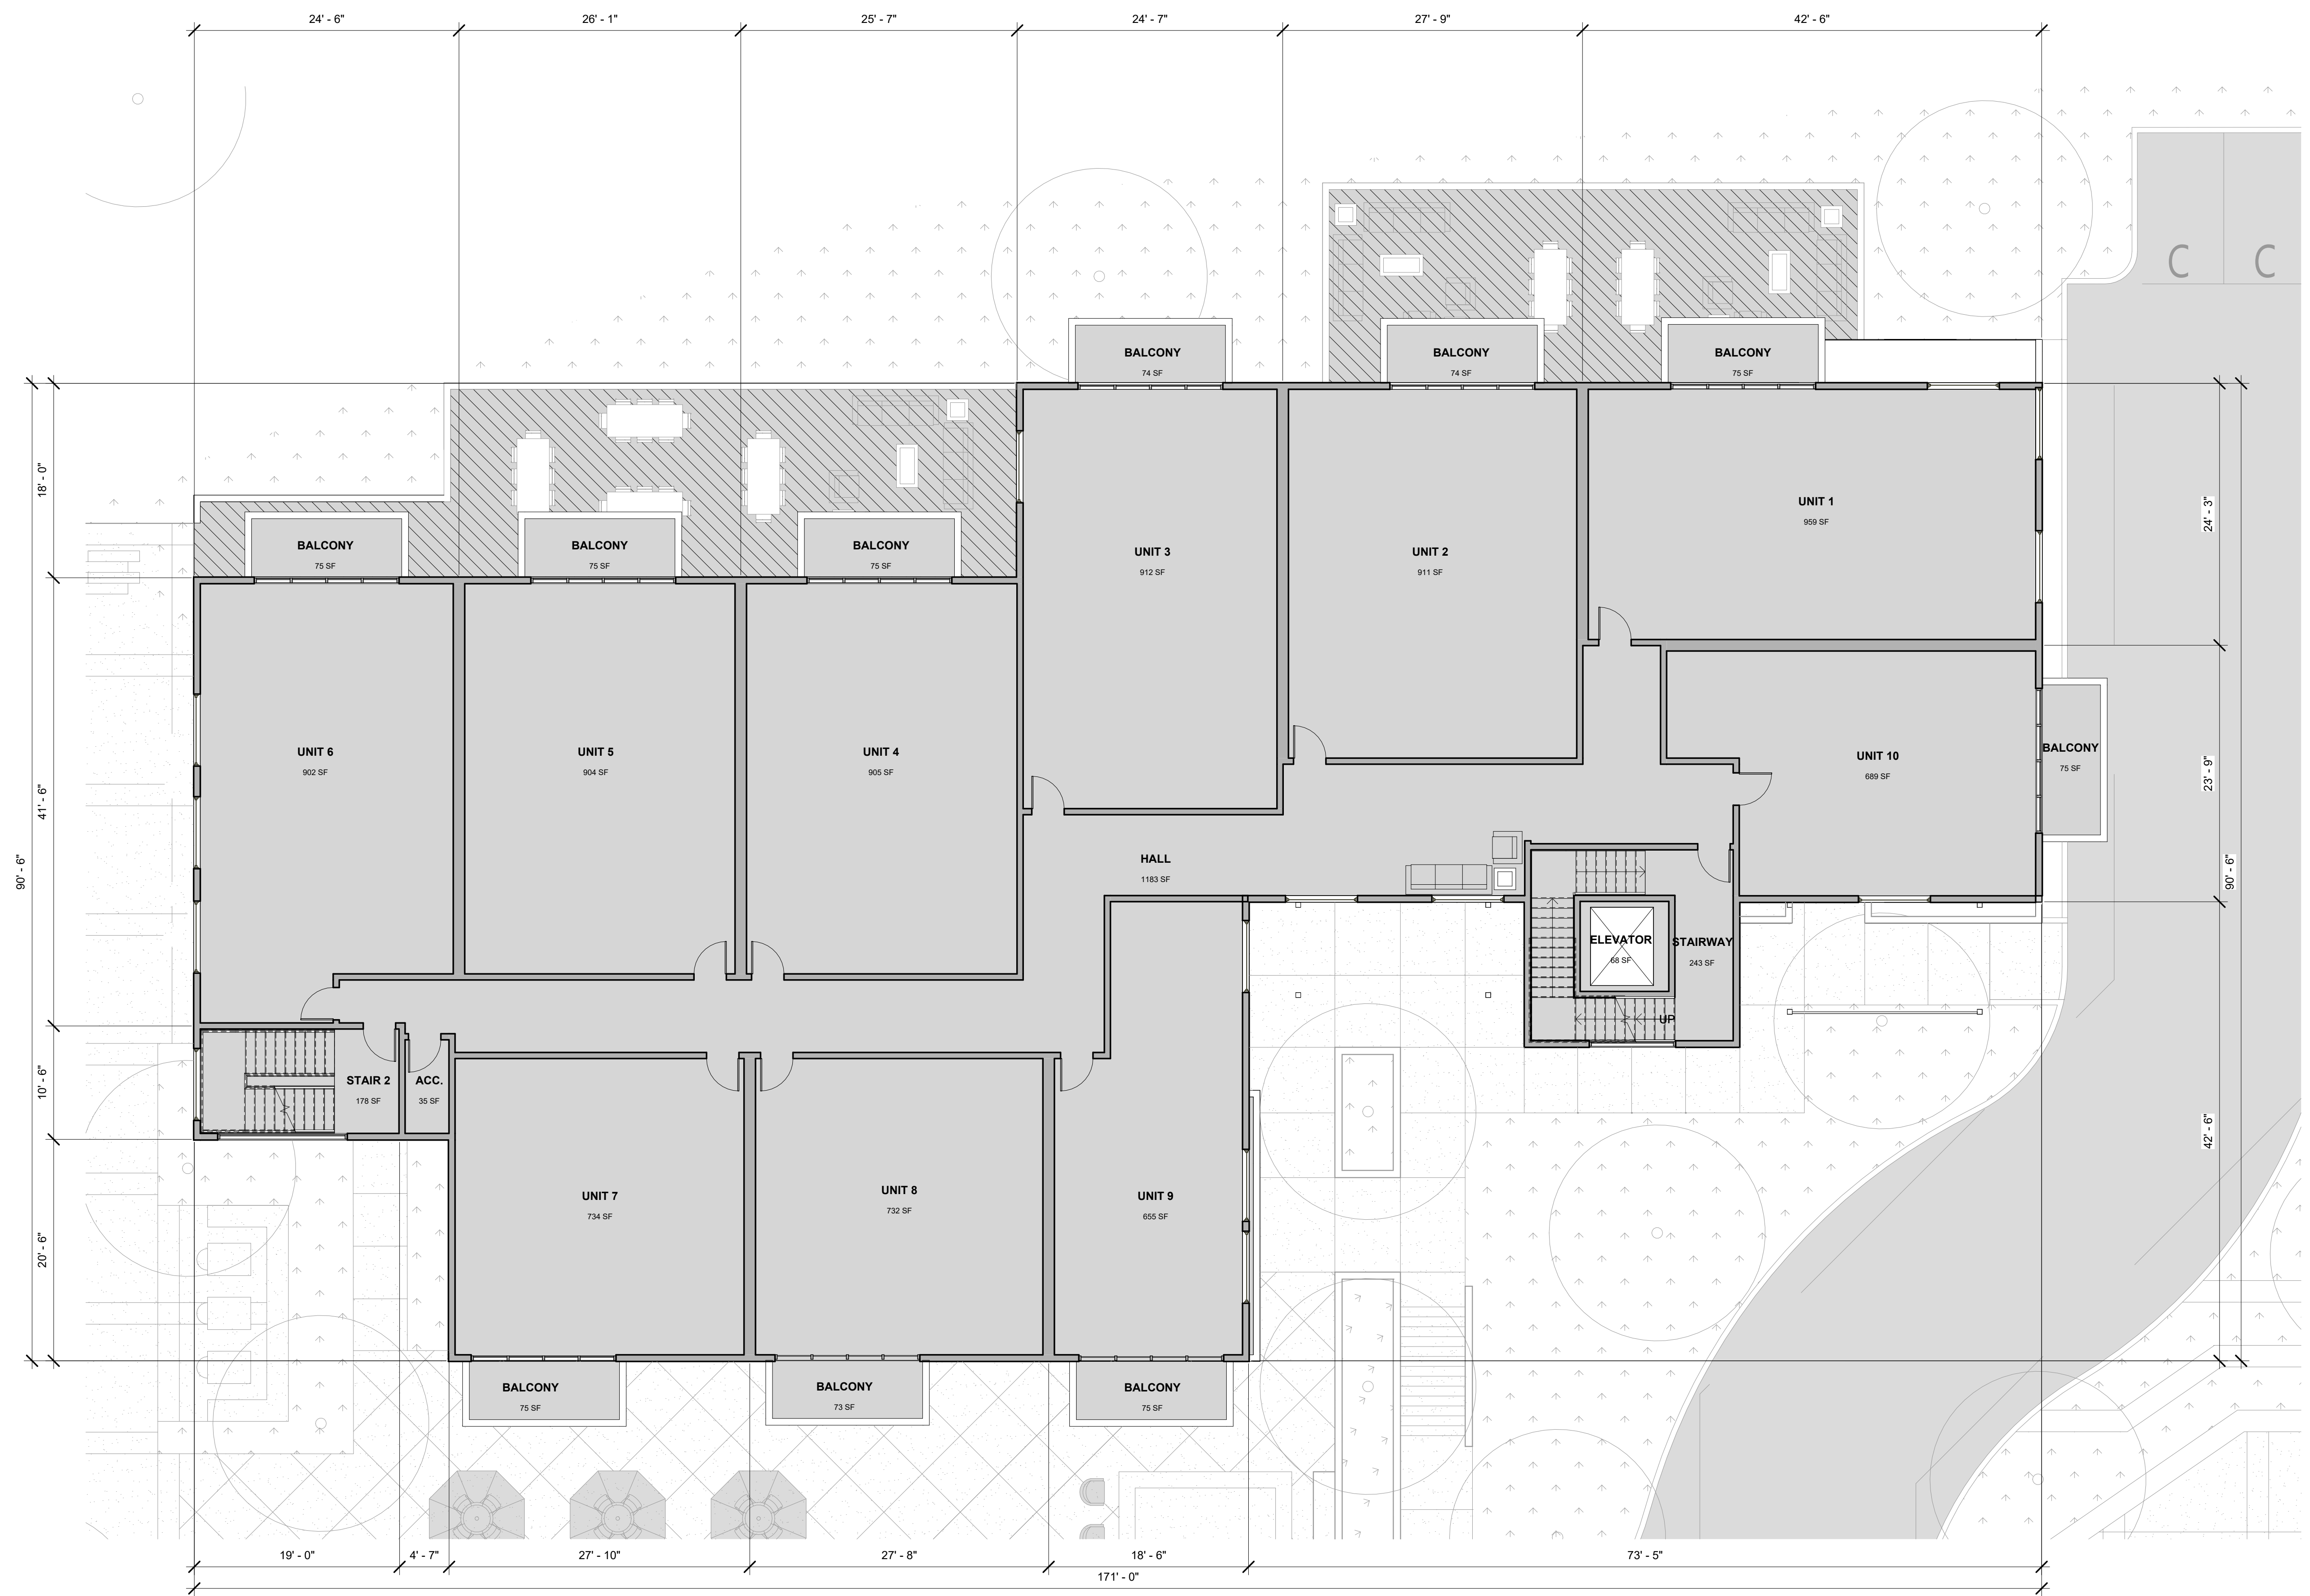 24' - 6"
26' - 1"
25' - 7"
24' - 7"
27' - 9"
42' - 6"
C
C
BALCONY
74 SF
BALCONY
74 SF
BALCONY
75 SF
18' - 0"
24' - 3"
UNIT 1
959 SF
BALCONY
75 SF
BALCONY
75 SF
BALCONY
75 SF
UNIT 3
912 SF
UNIT 2
911 SF
UNIT 6
902 SF
UNIT 5
904 SF
UNIT 4
905 SF
UNIT 10
689 SF
BALCONY
75 SF
23' - 9"
41' - 6"
90' - 6"
90' - 6"
HALL
1183 SF
ELEVATOR
68 SF
STAIRWAY
243 SF
UP
STAIR 2
178 SF
ACC.
35 SF
10' - 6"
42' - 6"
UNIT 7
734 SF
UNIT 8
732 SF
UNIT 9
655 SF
20' - 6"
BALCONY
75 SF
BALCONY
73 SF
BALCONY
75 SF
19' - 0"
4' - 7"
27' - 10"
27' - 8"
18' - 6"
73' - 5"
171' - 0"